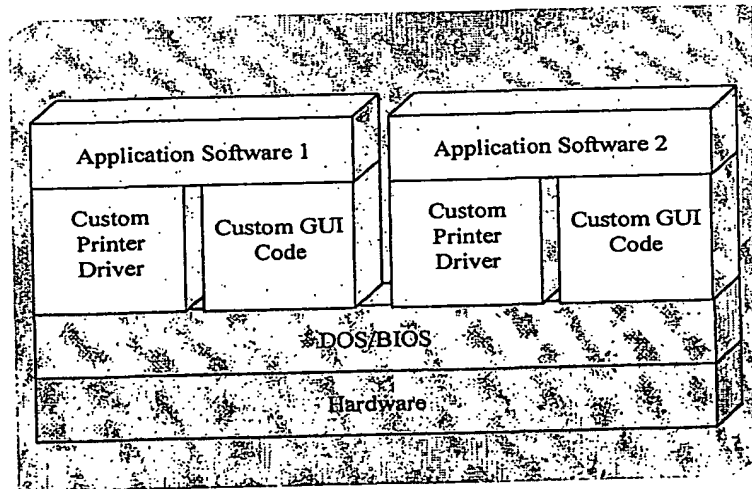 Application Software 1
Application Software 2
Custom
Printer
Driver
Custom GUI
Code
Custom
Printer
Driver
Custom GUI
Code
DOS/BIOS
Hardware